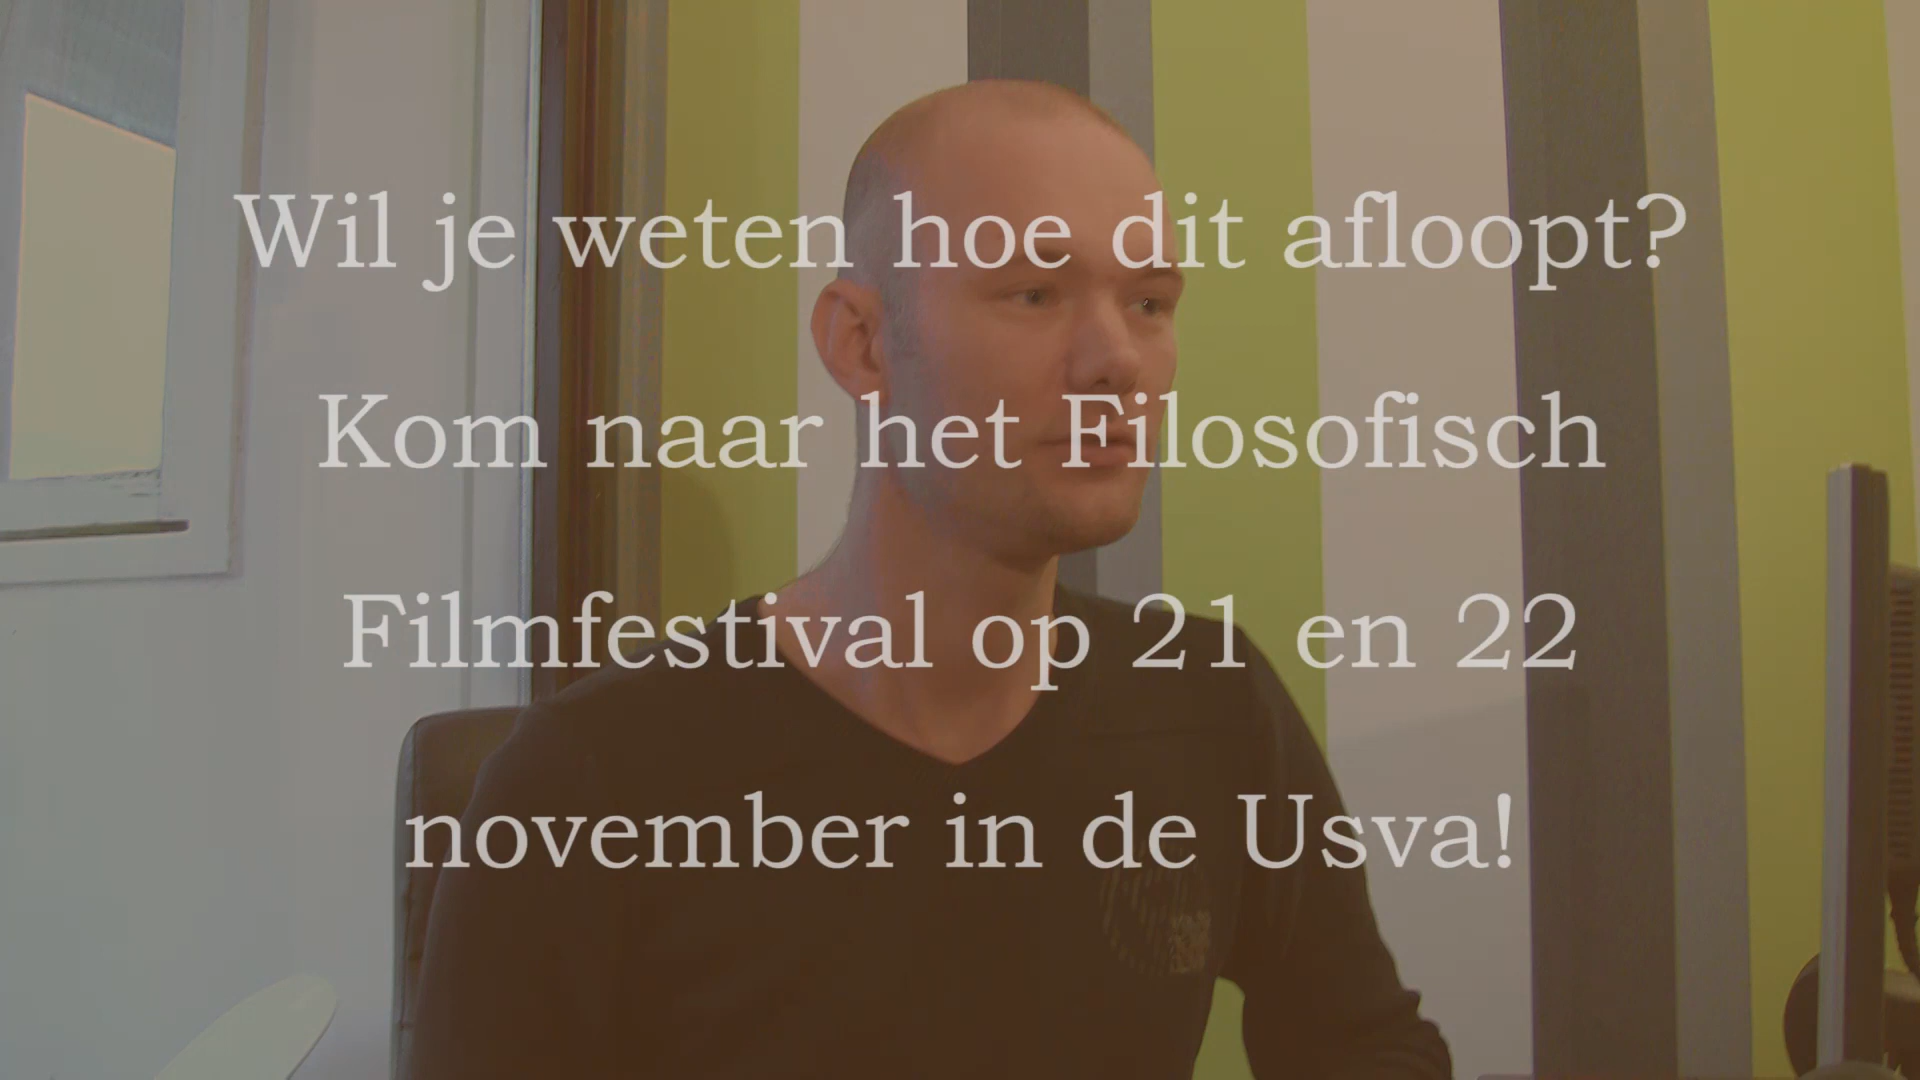 Wil je weten hoe dit afloopt?
Kom naar het Filosofisch
Filmfestival op 21 en 22
november in de Usva!